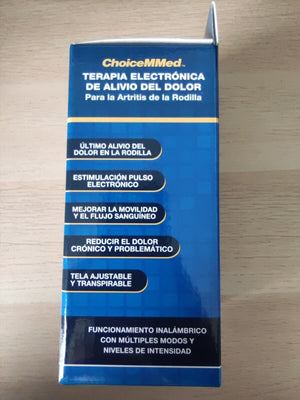 ChoiceMMed™
TERAPIA ELECTRÓNICA
DE ALIVIO DEL DOLOR
Para la Artritis de la Rodilla
ÚLTIMO ALIVIO DEL
DOLOR EN LA RODILLA
ESTIMULACIÓN PULSO
ELECTRÓNICO
MEJORAR LA MOVILIDAD
Y EL FLUJO SANGUÍNEO
REDUCIR EL DOLOR
CRÓNICO Y PROBLEMÁTICO
TELA AJUSTABLE
Y TRANSPIRABLE
FUNCIONAMIENTO INALÁMBRICO
CON MÚLTIPLES MODOS Y
NIVELES DE INTENSIDAD